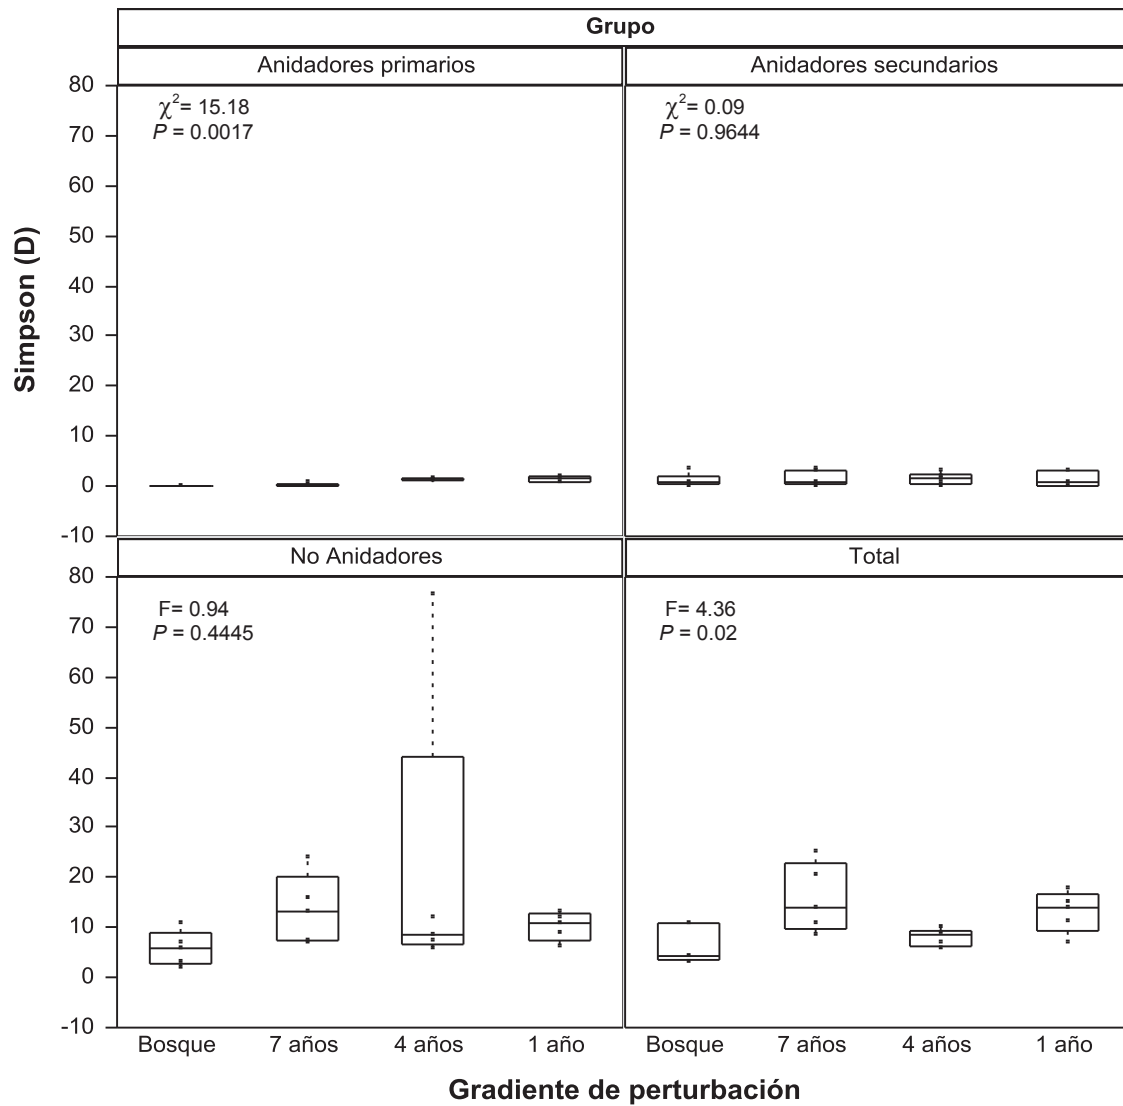 Grupo
Anidadores primarios
Anidadores secundarios
χ²= 15.18
P = 0.0017
χ²= 0.09
P = 0.9644
80
70
60
50
40
30
20
10
0
-10
Simpson (D)
No Anidadores
Total
F= 0.94
P = 0.4445
F= 4.36
P = 0.02
80
70
60
50
40
30
20
10
0
-10
Bosque 7 años 4 años 1 año Bosque 7 años 4 años 1 año
Gradiente de perturbación